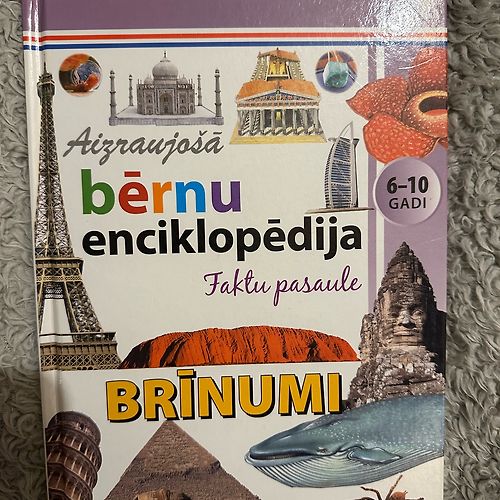 Aizraujošā
bērnu
enciklopēdija
6–10
GADI
Faktu pasaule
BRĪNUMI